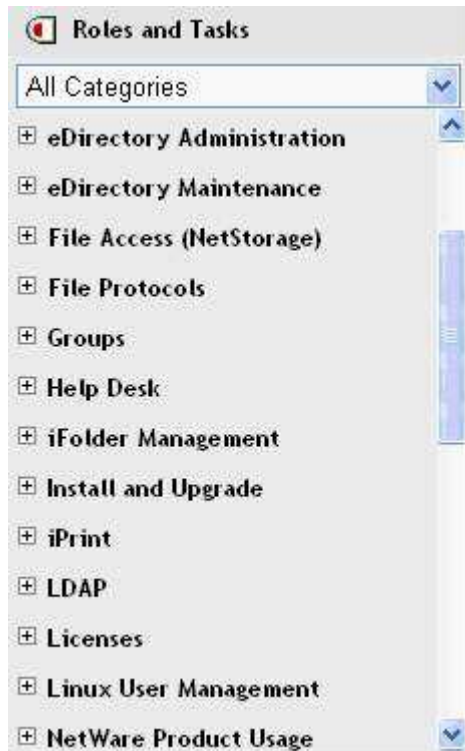 Roles and Tasks
All Categories
eDirectory Administration
eDirectory Maintenance
File Access (NetStorage)
File Protocols
Groups
Help Desk
iFolder Management
Install and Upgrade
iPrint
LDAP
Licenses
Linux User Management
NetWare Product Usage